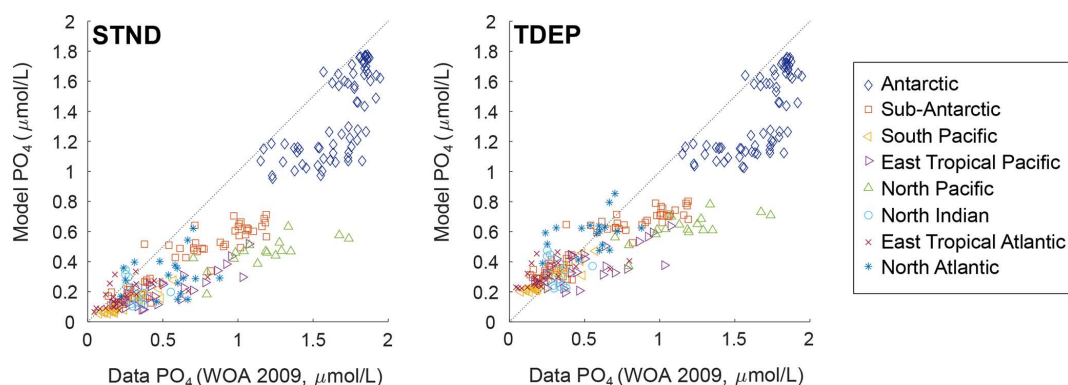 STND
2
1.8
1.6
1.4
1.2
1
0.8
0.6
0.4
0.2
0
0 0.5 1 1.5 2
Model PO4 (μmol/L)
Data PO4 (WOA 2009, μmol/L)
TDEP
2
1.8
1.6
1.4
1.2
1
0.8
0.6
0.4
0.2
0
0 0.5 1 1.5 2
Model PO4 (μmol/L)
Data PO4 (WOA 2009, μmol/L)
Antarctic
Sub-Antarctic
South Pacific
East Tropical Pacific
North Pacific
North Indian
East Tropical Atlantic
North Atlantic